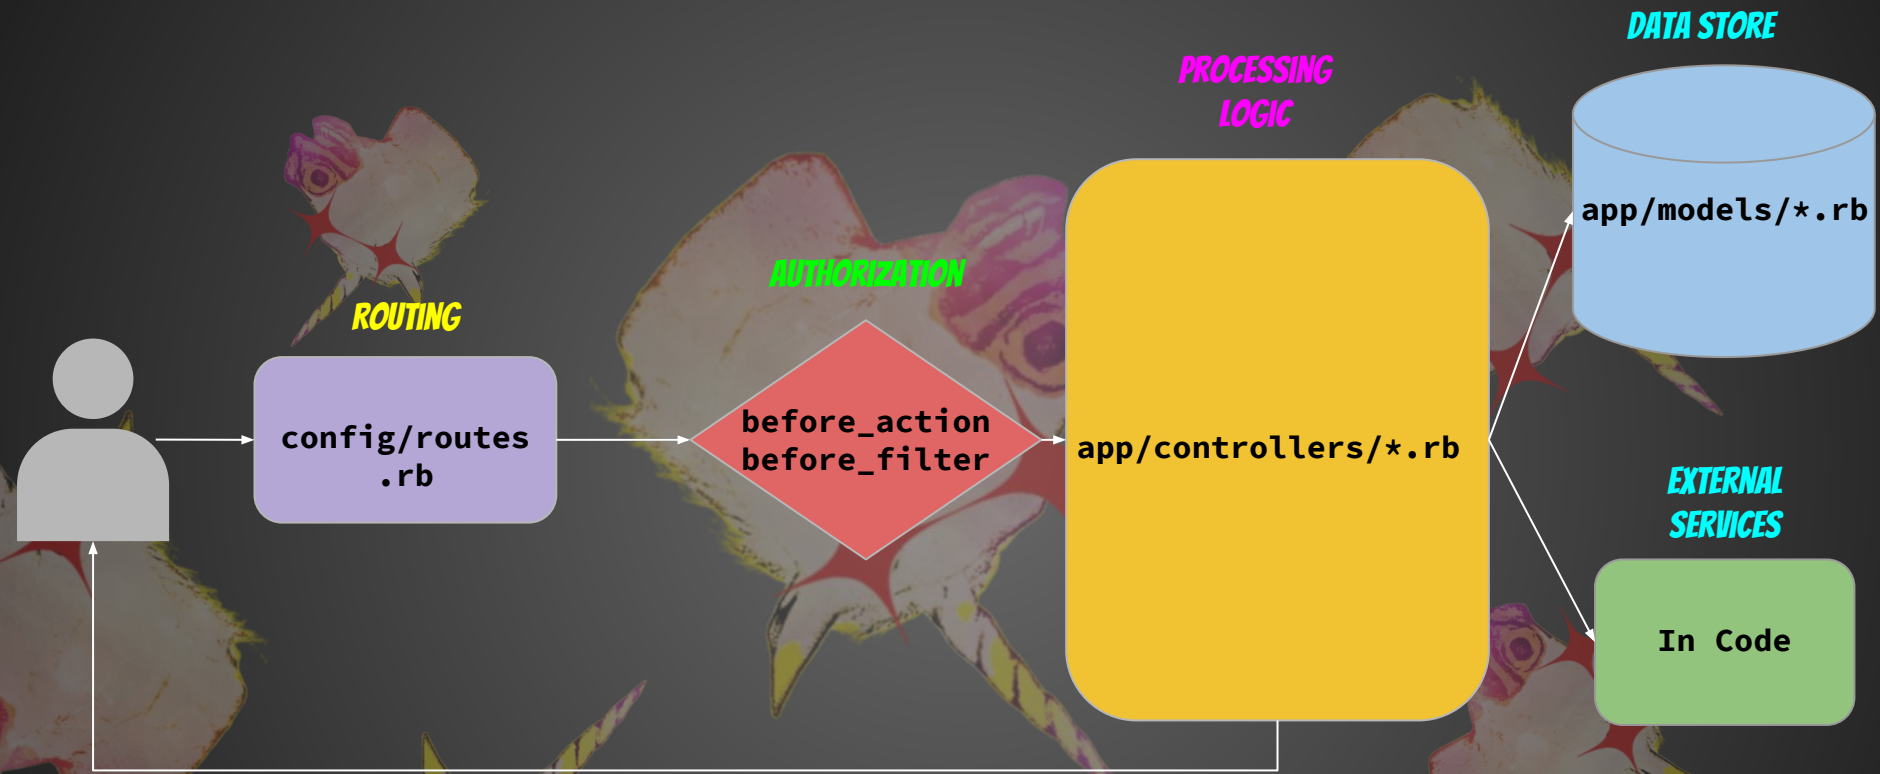 ROUTING
config/routes
.rb
AUTHORIZATION
before_action
before_filter
PROCESSING
LOGIC
app/controllers/*.rb
DATA STORE
app/models/*.rb
EXTERNAL
SERVICES
In Code